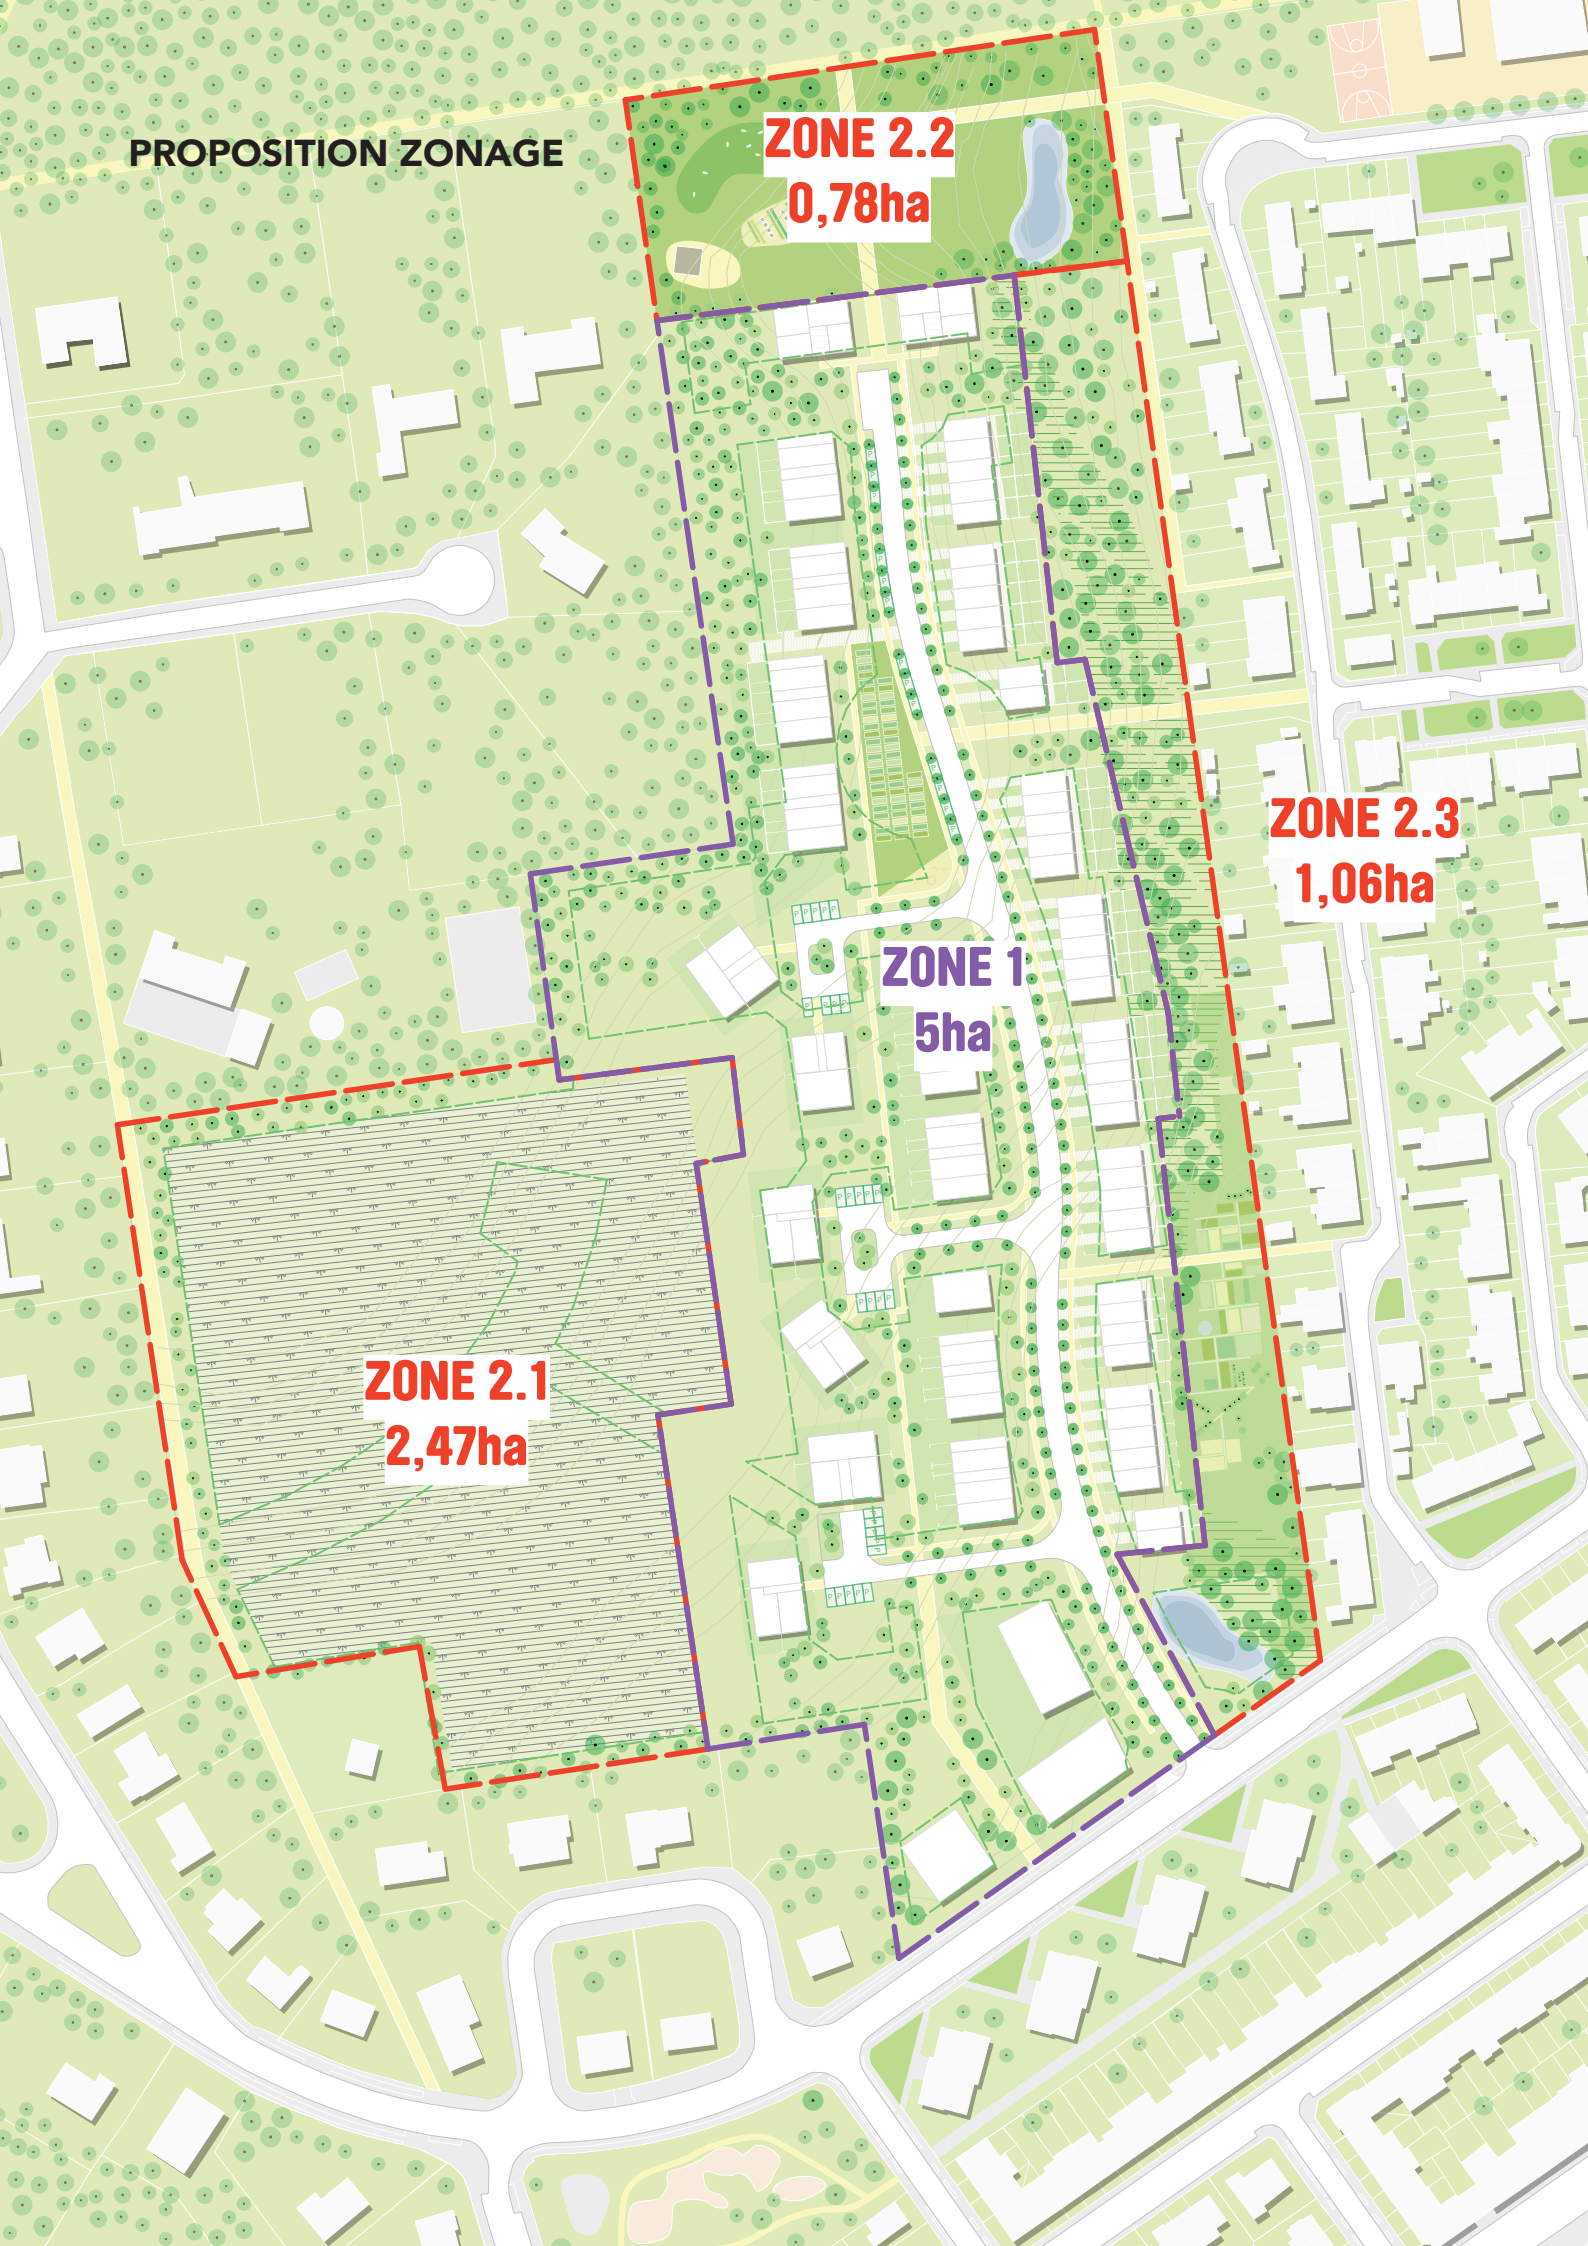 PROPOSITION ZONAGE
ZONE 2.2
0,78ha
ZONE 2.3
1,06ha
ZONE 1
5ha
ZONE 2.1
2,47ha